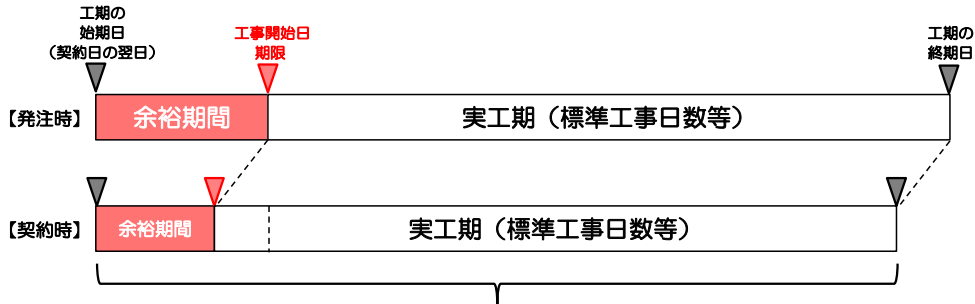 工期の
始期日
（契約日の翌日）
工事開始日
期限
工期の
終期日
【発注時】
余裕期間
実工期（標準工事日数等）
【契約時】
余裕期間
実工期（標準工事日数等）